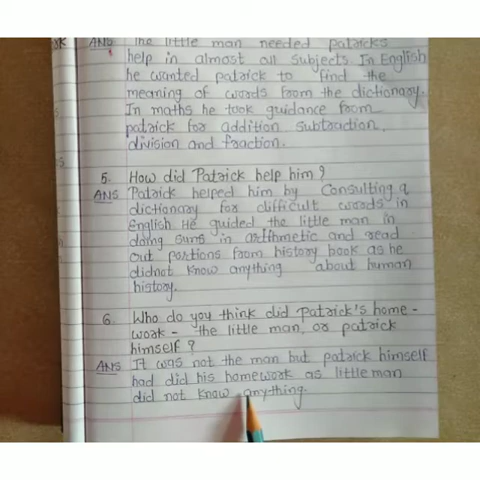 Ans The little man needed patricks
help in almost all subjects In English
he wanted patrick to find the
meaning of words from the dictionary.
In maths he took guidance from
patrick for addition subtraction,
division and fraction.
5. How did Patrick help him?
ANS Patrick helped him by Consulting a
dictionary for difficult words in
English He guided the little man in
doing sums in arithmetic and read
out portions from history book as he
didnot know anything about human
history.
6. Who do you think did Patrick's home-
work - the little man, or patrick
himself?
ANS It was not the man but patrick himself
had did his homework as little man
did not know anything.